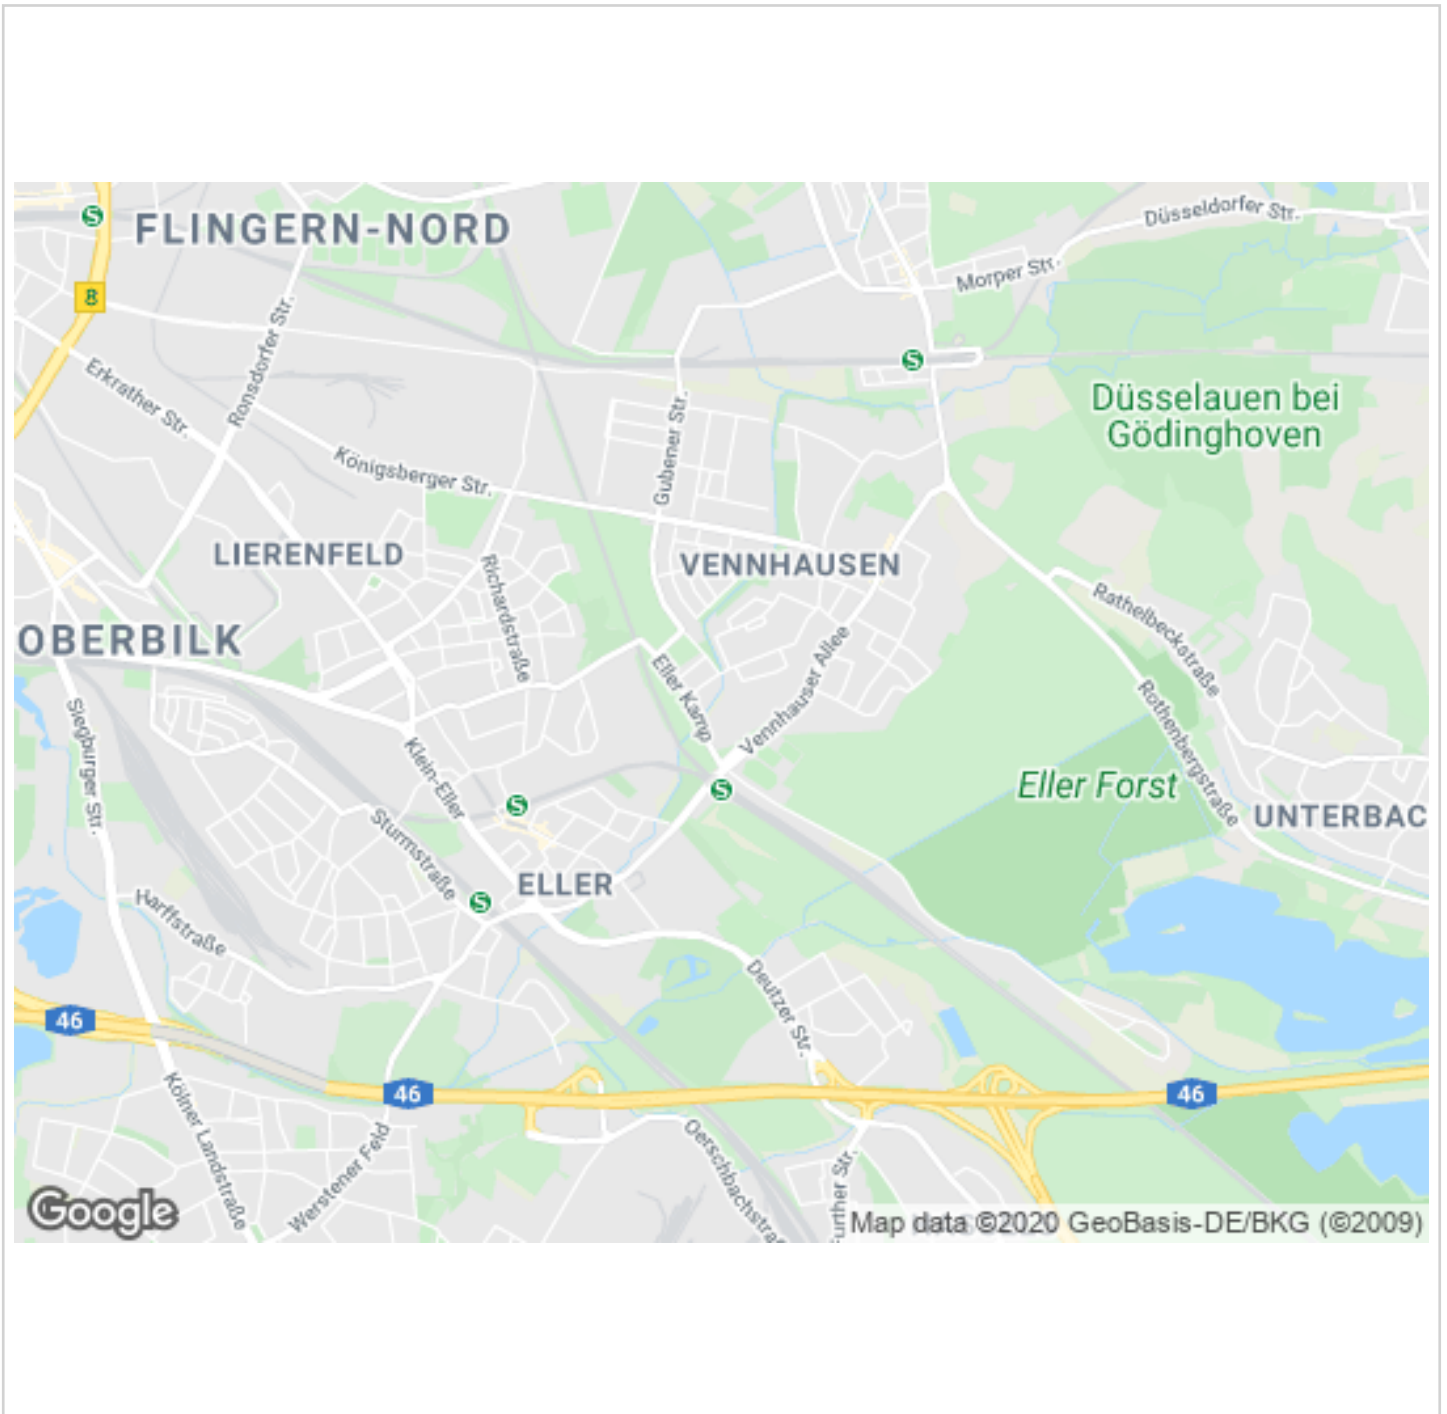 Düsseldorfer Str.
S
FLINGERN-NORD
Morper Str.
8
Ronsdorfer Str.
S
Erkrather Str.
Düsselauen bei
Gödinghoven
Gubener Str.
Königsberger Str.
LIERENFELD
VENNHAUSEN
Richardstraße
Rathelbeckstraße
OBERBILK
Eller Kamp
Vennhauser Allee
Siegburger Str.
Rothenbergstraße
Klein-Eller
Eller Forst
S
S
UNTERBAC
Sturmstraße
ELLER
S
Harffstraße
Deutzer Str.
46
46
46
Kölner Landstraße
Werstener Feld
Oerschbachstra
Further Str.
Google
Map data ©2020 GeoBasis-DE/BKG (©2009)